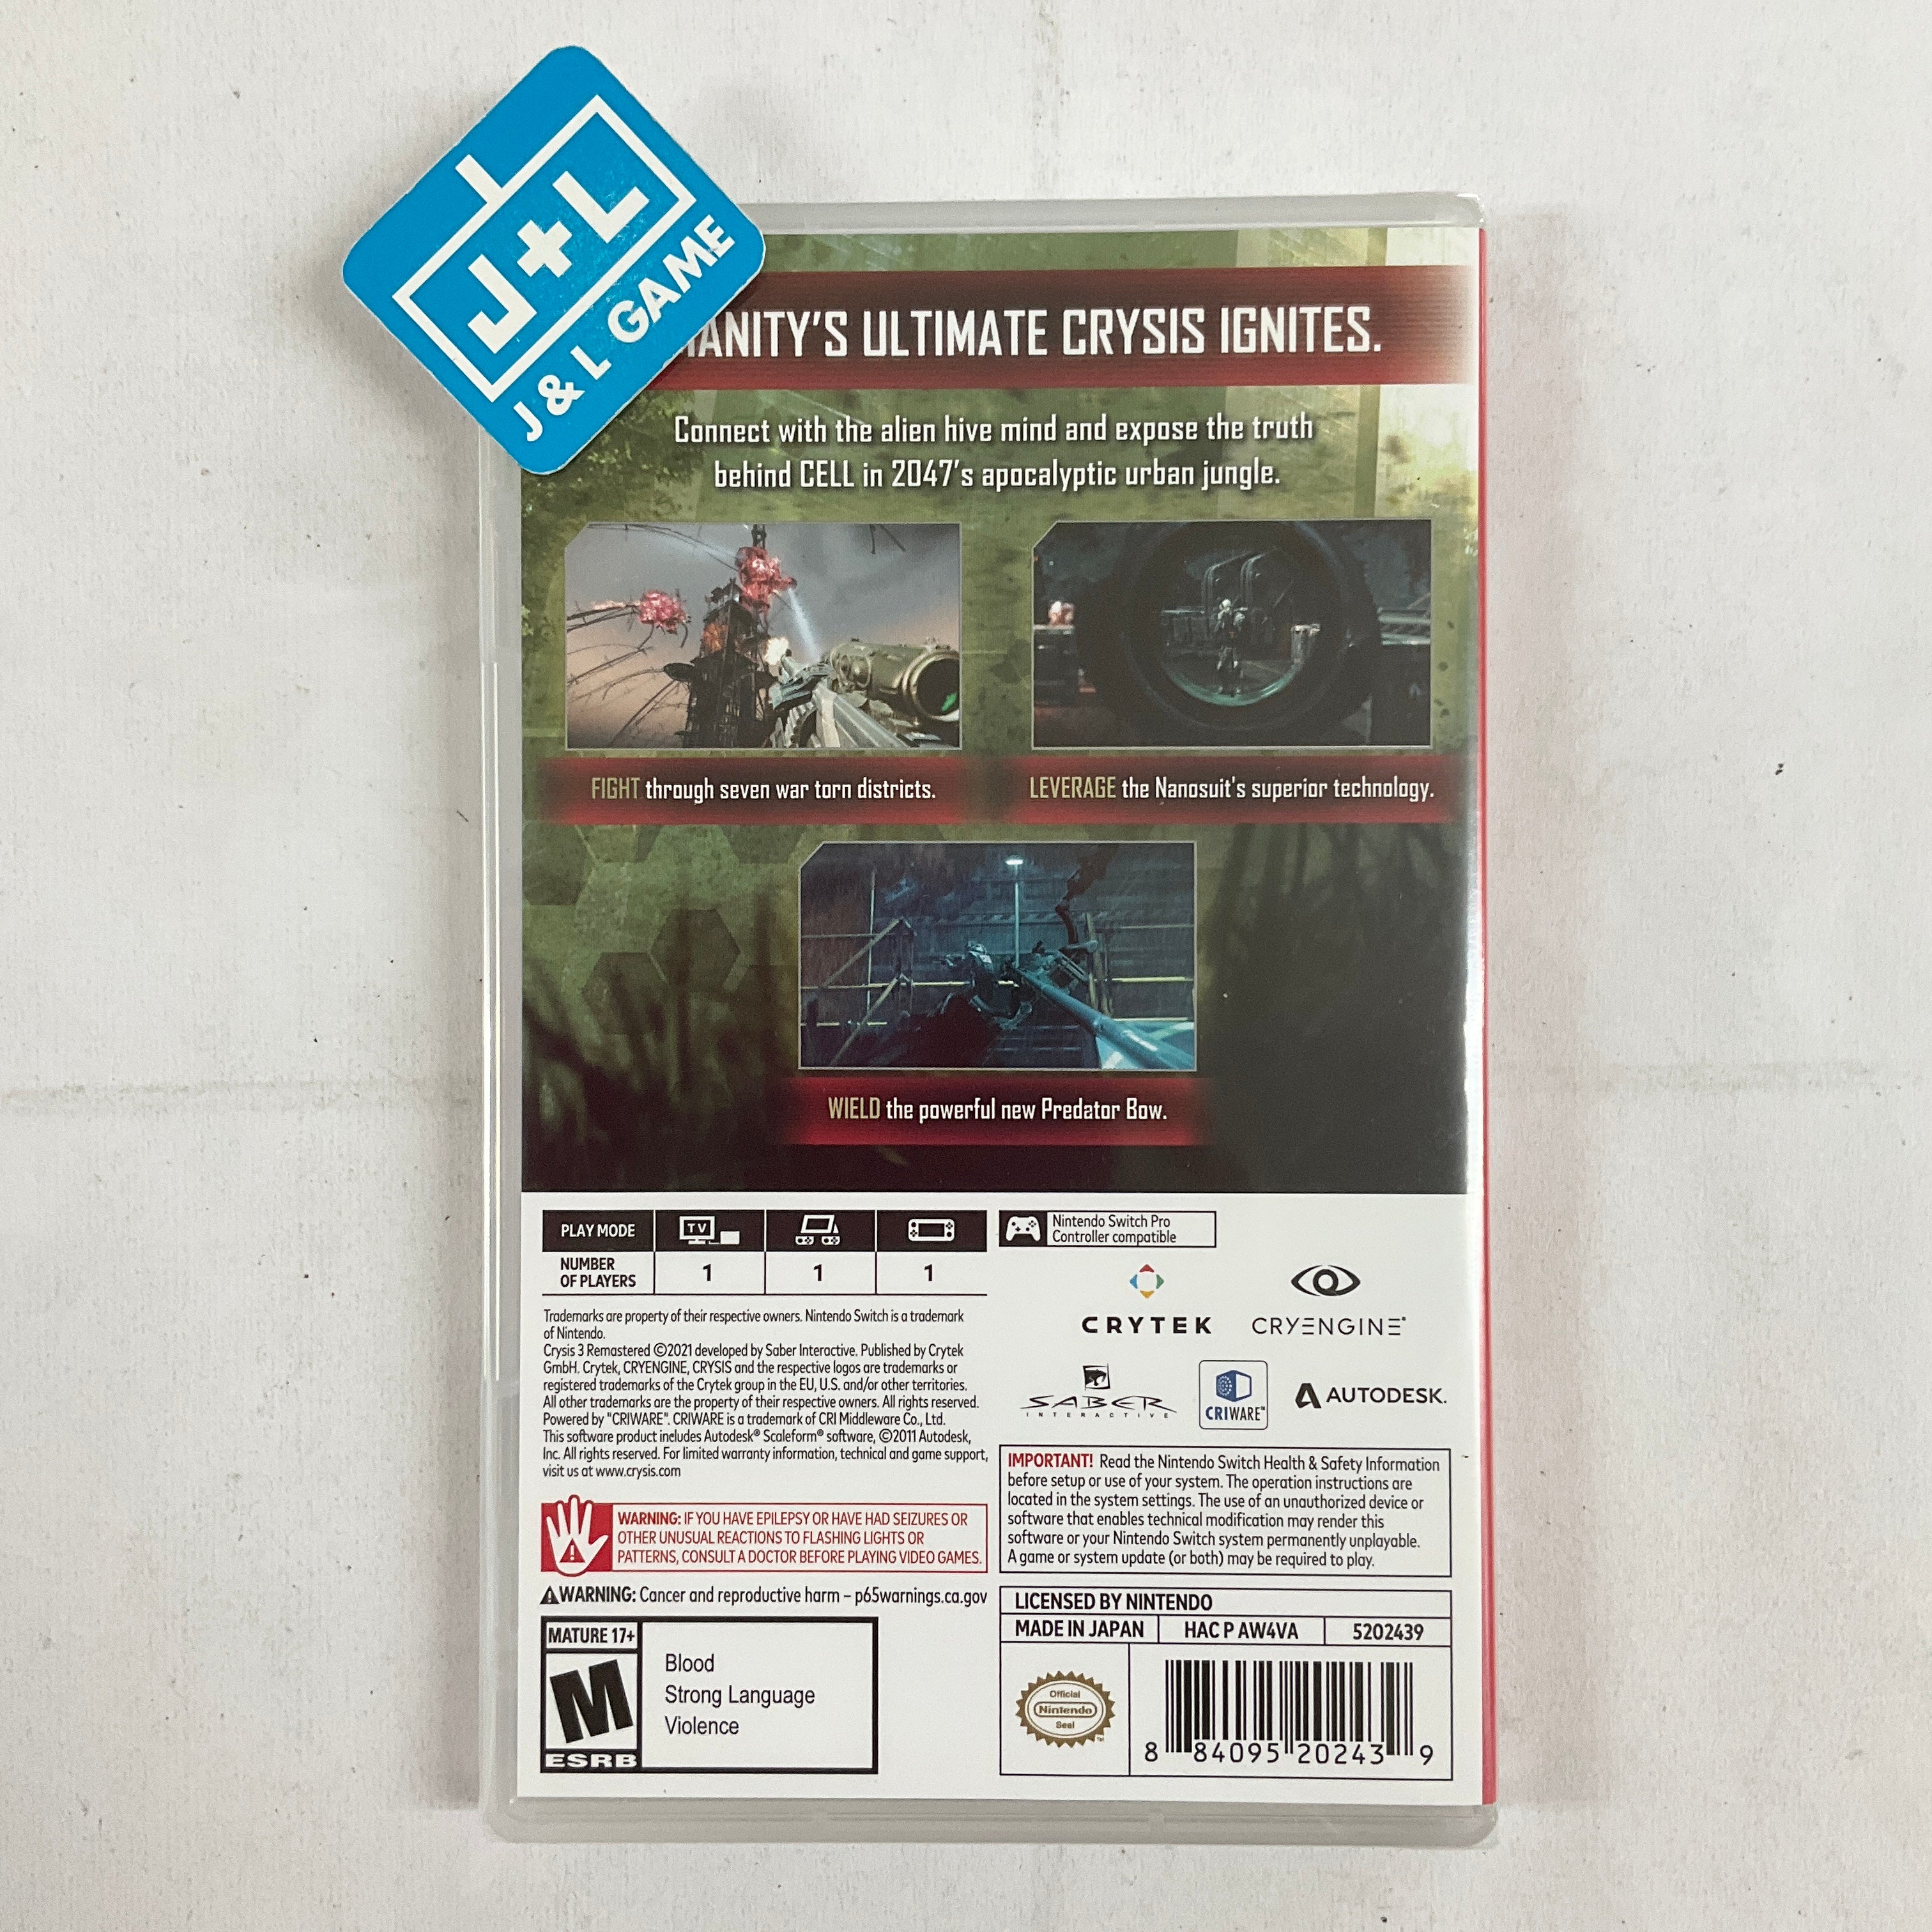 J+L
J & L GAME
ANITY'S ULTIMATE CRYSIS IGNITES.
Connect with the alien hive mind and expose the truth
behind CELL in 2047's apocalyptic urban jungle.
FIGHT through seven war torn districts.
LEVERAGE the Nanosuit's superior technology.
WIELD the powerful new Predator Bow.
PLAY MODE
TV
NUMBER
OF PLAYERS
1 1 1
Nintendo Switch Pro
Controller compatible
Trademarks are property of their respective owners. Nintendo Switch is a trademark
of Nintendo.
Crysis 3 Remastered ©2021 developed by Saber Interactive. Published by Crytek
GmbH. Crytek, CRYENGINE, CRYSIS and the respective logos are trademarks or
registered trademarks of the Crytek group in the EU, U.S. and/or other territories.
All other trademarks are the property of their respective owners. All rights reserved.
Powered by "CRIWARE". CRIWARE is a trademark of CRI Middleware Co., Ltd.
This software product includes Autodesk® Scaleform® software, ©2011 Autodesk,
Inc. All rights reserved. For limited warranty information, technical and game support,
visit us at www.crysis.com
CRYTEK
CRYENGINE®
SABER
INTERACTIVE
CRIWARE™
AUTODESK.
WARNING: IF YOU HAVE EPILEPSY OR HAVE HAD SEIZURES OR
OTHER UNUSUAL REACTIONS TO FLASHING LIGHTS OR
PATTERNS, CONSULT A DOCTOR BEFORE PLAYING VIDEO GAMES.
WARNING: Cancer and reproductive harm – p65warnings.ca.gov
IMPORTANT! Read the Nintendo Switch Health & Safety Information
before setup or use of your system. The operation instructions are
located in the system settings. The use of an unauthorized device or
software that enables technical modification may render this
software or your Nintendo Switch system permanently unplayable.
A game or system update (or both) may be required to play.
MATURE 17+
M
ESRB
Blood
Strong Language
Violence
LICENSED BY NINTENDO
MADE IN JAPAN HAC P AW4VA 5202439
Official
Nintendo
Seal
™
8 84095 20243 9